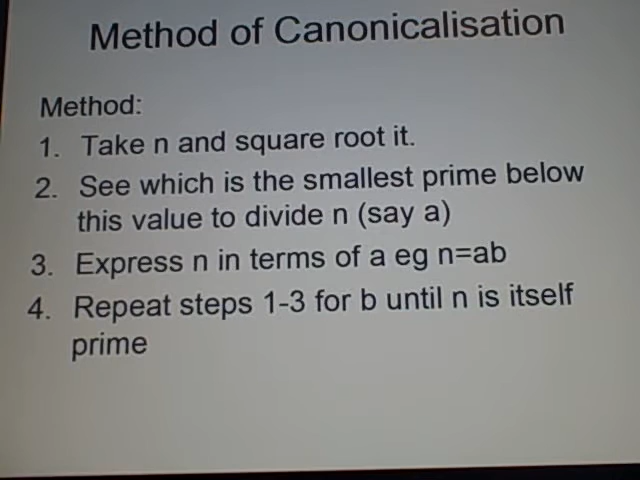 Method of Canonicalisation
Method:
1. Take n and square root it.
2. See which is the smallest prime below
this value to divide n (say a)
3. Express n in terms of a eg n=ab
4. Repeat steps 1-3 for b until n is itself
prime